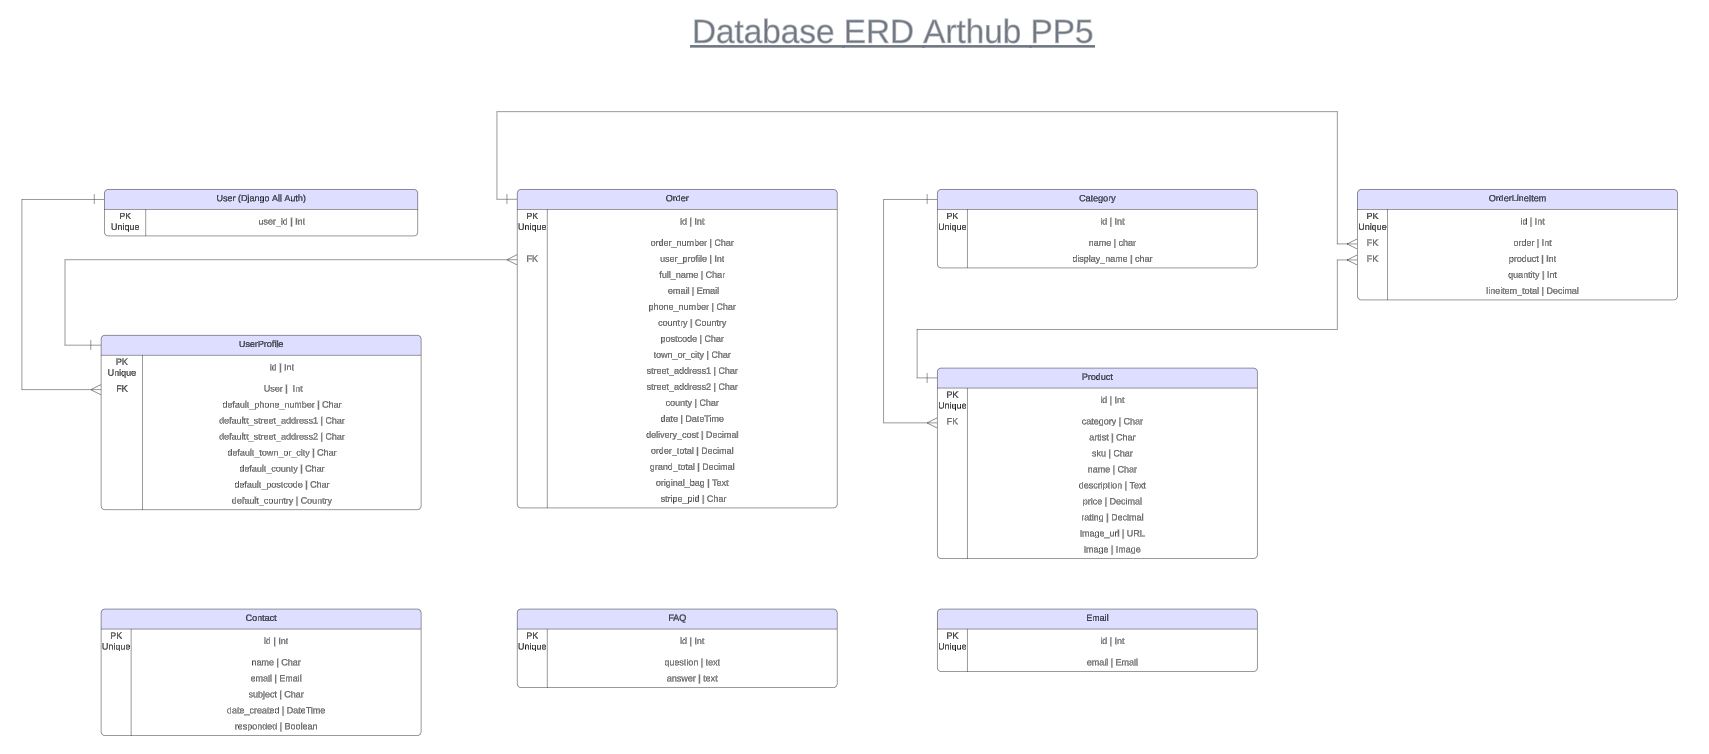 Database ERD Arthub PP5
User (Django All Auth)
PK
Unique
user_id | Int
UserProfile
PK
Unique
id | Int
FK
User |  Int
default_phone_number | Char
defaultt_street_address1 | Char
defaultt_street_address2 | Char
default_town_or_city | Char
default_county | Char
default_postcode | Char
default_country | Country
Order
PK
Unique
id | Int
order_number | Char
FK
user_profile | Int
full_name | Char
email | Email
phone_number | Char
country | Country
postcode | Char
town_or_city | Char
street_address1 | Char
street_address2 | Char
county | Char
date | DateTime
delivery_cost | Decimal
order_total | Decimal
grand_total | Decimal
original_bag | Text
stripe_pid | Char
Category
PK
Unique
id | Int
name | char
display_name | char
Product
PK
Unique
id | Int
FK
category | Char
artist | Char
sku | Char
name | Char
description | Text
price | Decimal
rating | Decimal
image_url | URL
image | Image
OrderLineItem
PK
Unique
id | Int
FK
order | Int
FK
product | Int
quantity | Int
lineitem_total | Decimal
Contact
PK
Unique
id | Int
name | Char
email | Email
subject | Char
date_created | DateTime
responded | Boolean
FAQ
PK
Unique
id | Int
question | text
answer | text
Email
PK
Unique
id | Int
email | Email